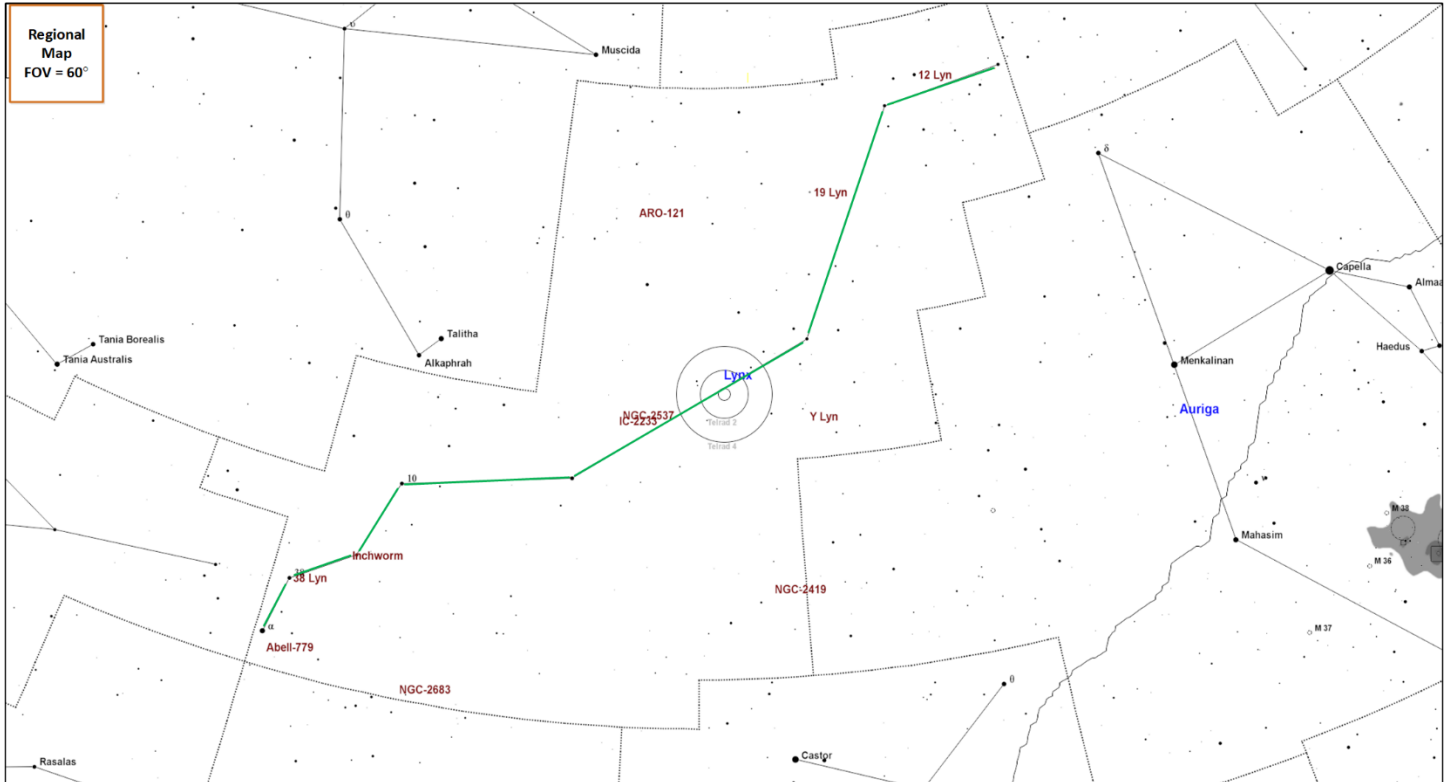 Regional
Map
FOV = 60°
υ
Muscida
12 Lyn
δ
19 Lyn
θ
ARO-121
Capella
Almaa
Talitha
Tania Borealis
Haedus
Alkaphrah
Tania Australis
Menkalinan
Lynx
Auriga
NGC-2537
IC-2233
Y Lyn
Telrad 2
Telrad 4
10
ν
M 38
Mahasim
Inchworm
M 36
38 Lyn
NGC-2419
α
M 37
Abell-779
θ
NGC-2683
Castor
Rasalas